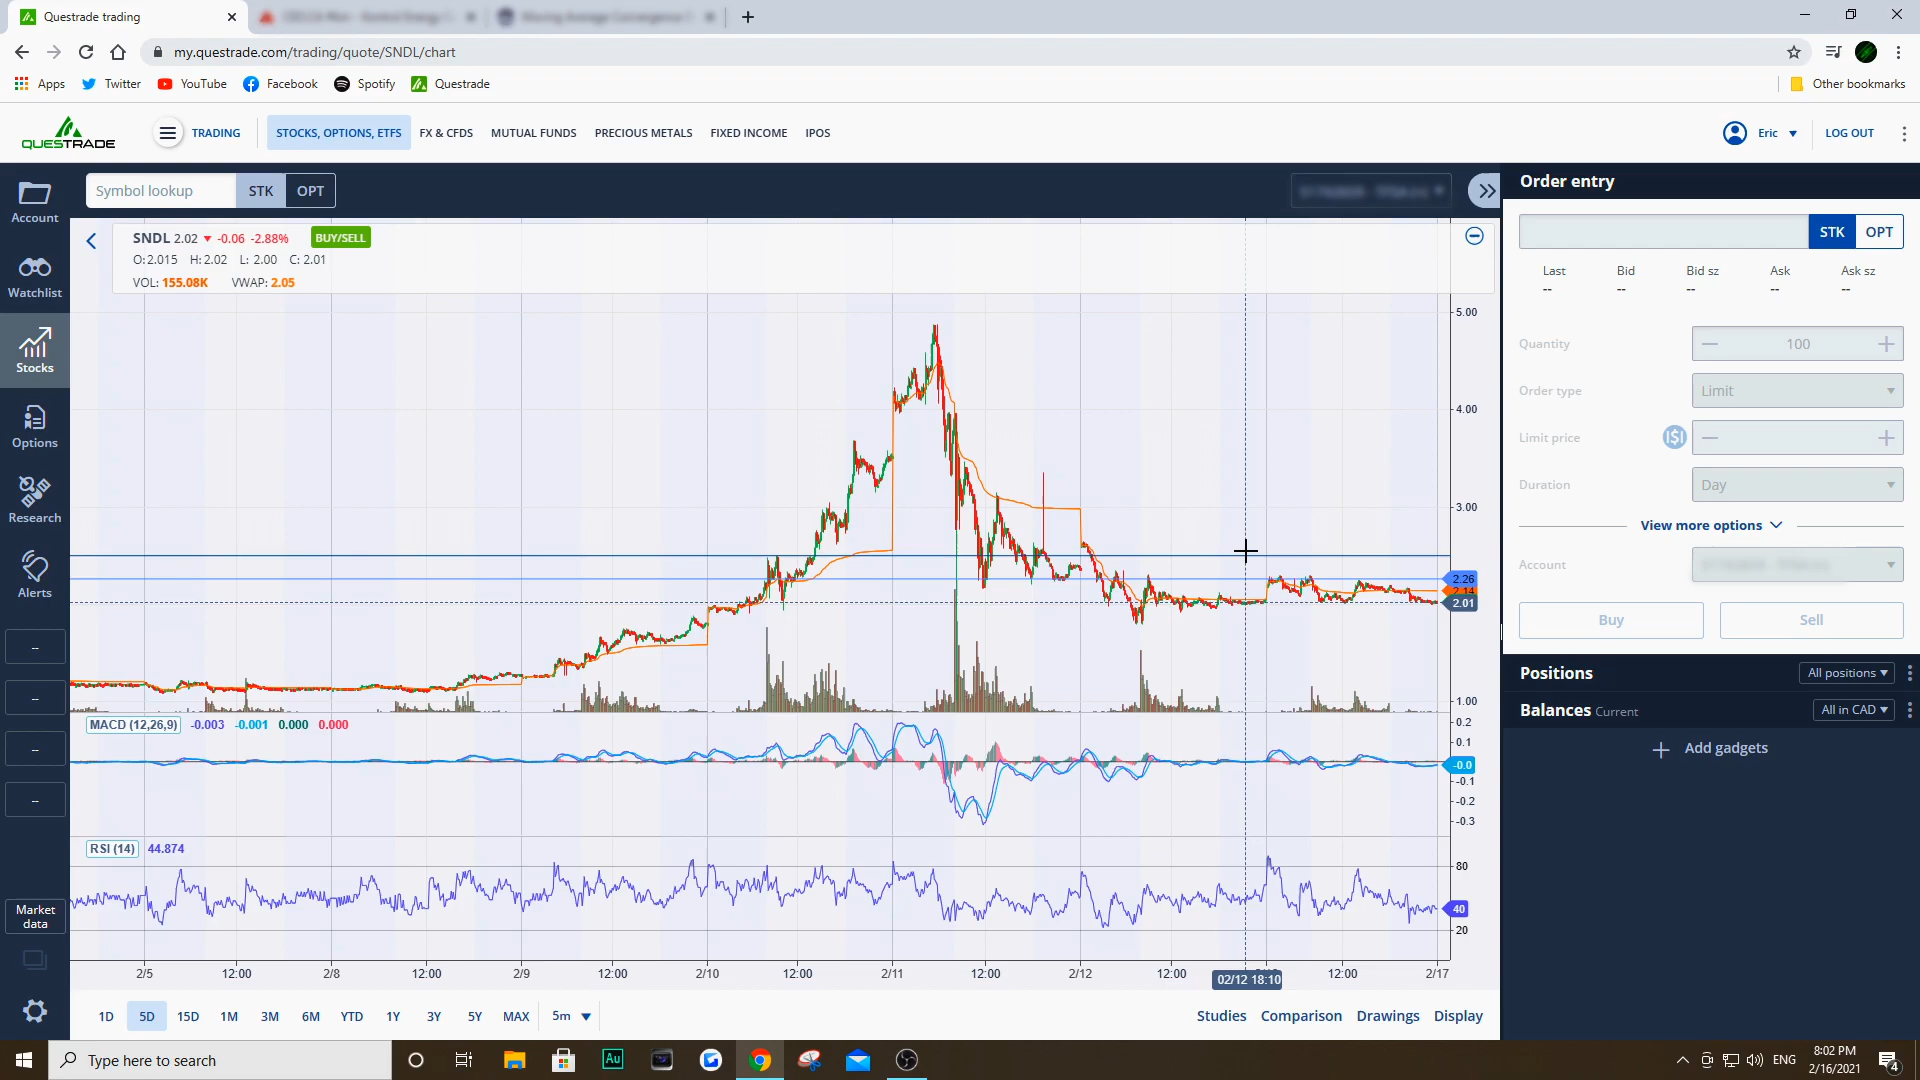 Questrade trading
my.questrade.com/trading/quote/SNDL/chart
Apps Twitter YouTube Facebook Spotify Questrade Other bookmarks
QUESTRADE TRADING STOCKS, OPTIONS, ETFS FX & CFDS MUTUAL FUNDS PRECIOUS METALS FIXED INCOME IPOS Eric LOG OUT
Symbol lookup STK OPT
SNDL 2.02 -0.06 -2.88% BUY/SELL
O:2.015 H:2.02 L: 2.00 C: 2.01
VOL: 155.08K VWAP: 2.05
Account
Watchlist
Stocks
Options
Research
Alerts
--
--
--
--
Market
data
5.00
4.00
3.00
2.26
2.14
2.01
1.00
MACD (12,26,9) -0.003 -0.001 0.000 0.000
0.2
0.1
-0.0
-0.1
-0.2
-0.3
RSI (14) 44.874
80
40
20
2/5 12:00 2/8 12:00 2/9 12:00 2/10 12:00 2/11 12:00 2/12 12:00 02/12 18:10 12:00 2/17
1D 5D 15D 1M 3M 6M YTD 1Y 3Y 5Y MAX 5m Studies Comparison Drawings Display
Order entry
STK OPT
Last Bid Bid sz Ask Ask sz
-- -- -- -- --
Quantity 100
Order type Limit
Limit price
Duration Day
View more options
Account
Buy Sell
Positions All positions
Balances Current All in CAD
Add gadgets
Type here to search
Au
ENG
8:02 PM
2/16/2021
4